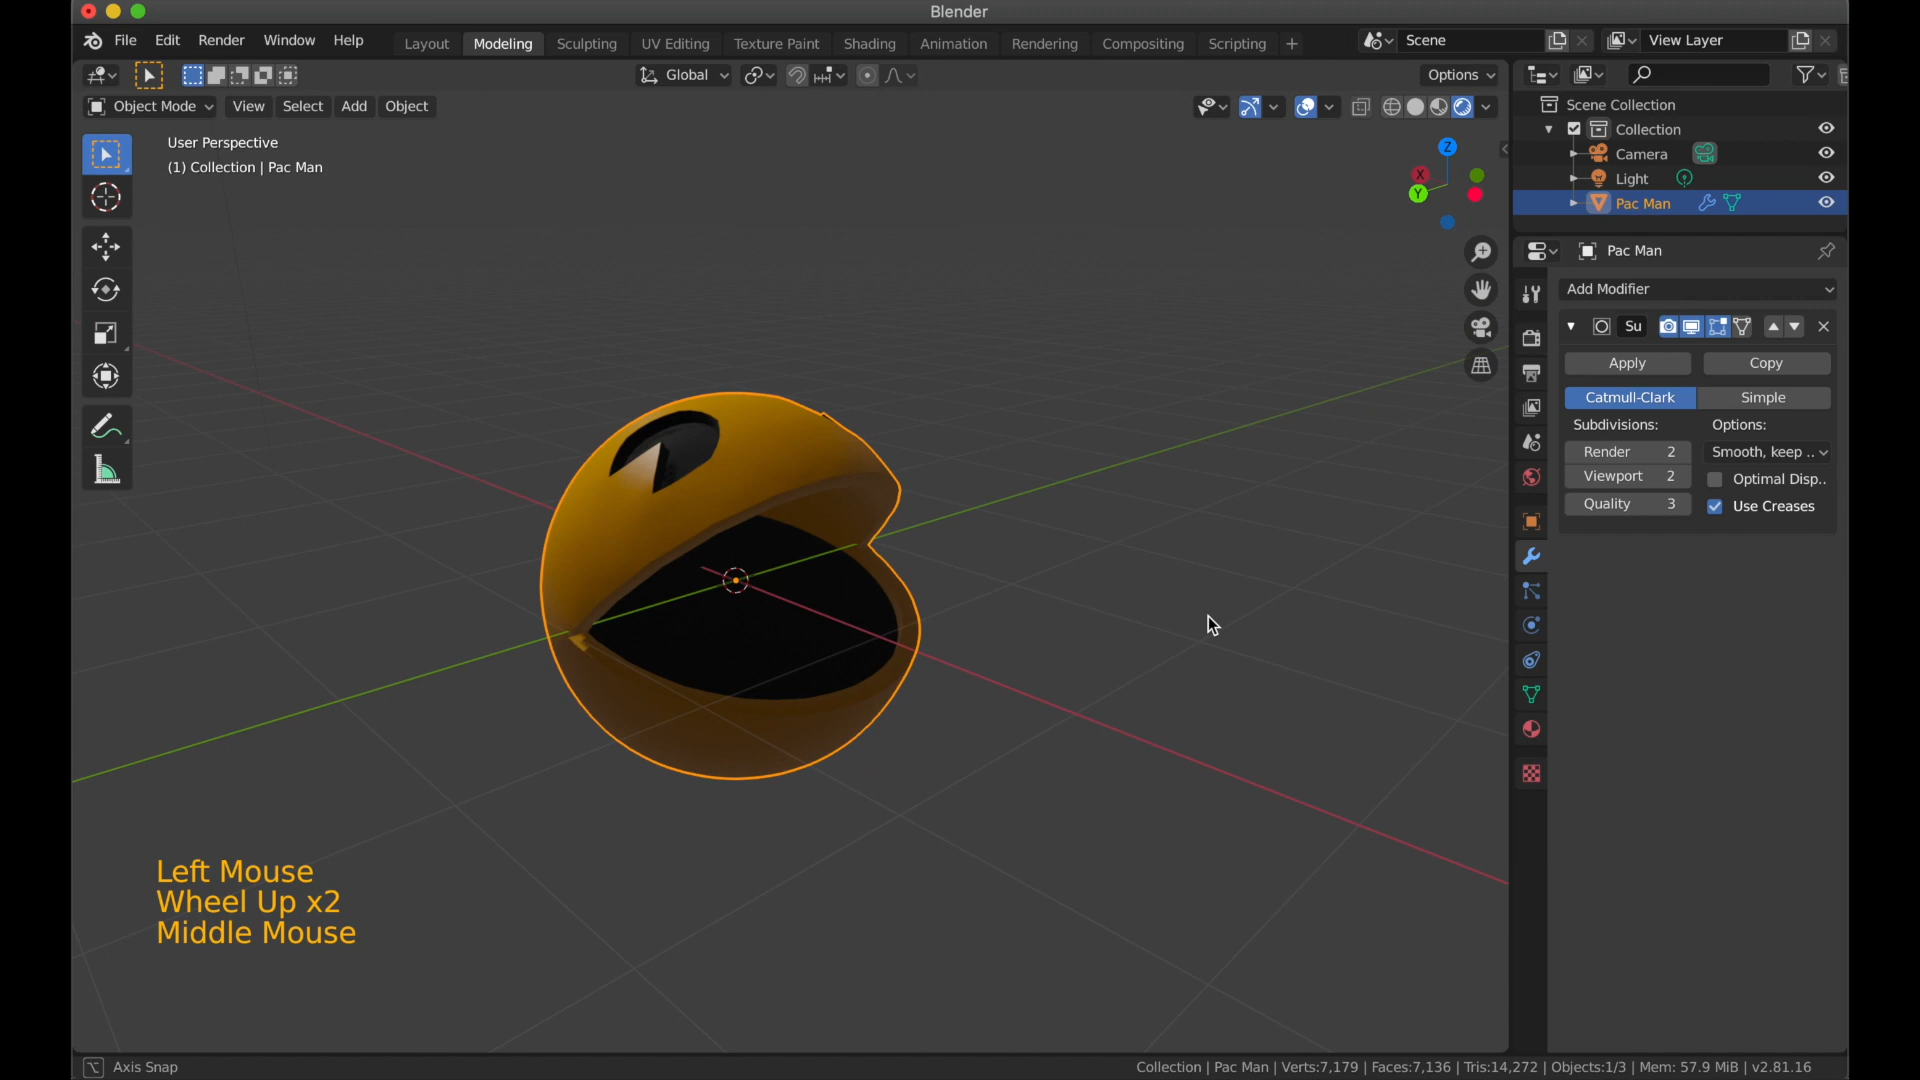 Blender
File Edit Render Window Help Layout Modeling Sculpting UV Editing Texture Paint Shading Animation Rendering Compositing Scripting + Scene View Layer
Global Options
Object Mode View Select Add Object
User Perspective
(1) Collection | Pac Man
Z
X
Y
Scene Collection
Collection
Camera
Light
Pac Man
Pac Man
Add Modifier
Su
Apply Copy
Catmull-Clark Simple
Subdivisions: Options:
Render 2 Smooth, keep ..
Viewport 2 Optimal Disp..
Quality 3 Use Creases
Left Mouse
Wheel Up x2
Middle Mouse
Axis Snap
Collection | Pac Man | Verts:7,179 | Faces:7,136 | Tris:14,272 | Objects:1/3 | Mem: 57.9 MiB | v2.81.16